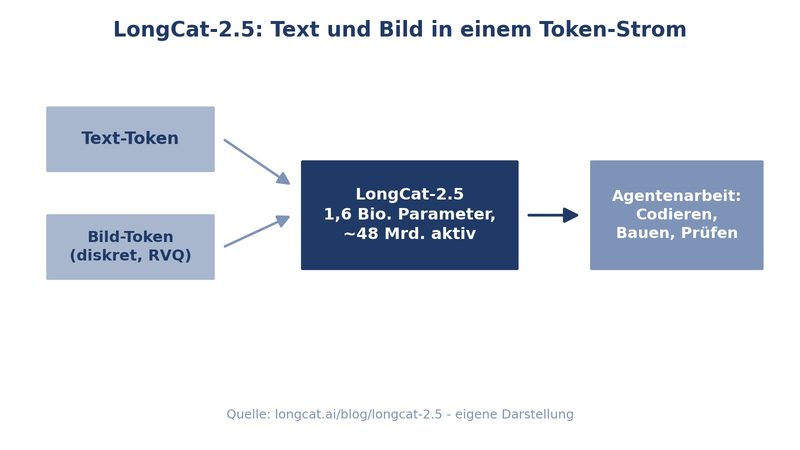 LongCat-2.5: Text und Bild in einem Token-Strom
Text-Token
Bild-Token
(diskret, RVQ)
LongCat-2.5
1,6 Bio. Parameter,
~48 Mrd. aktiv
Agentenarbeit:
Codieren,
Bauen, Prüfen
Quelle: longcat.ai/blog/longcat-2.5 - eigene Darstellung